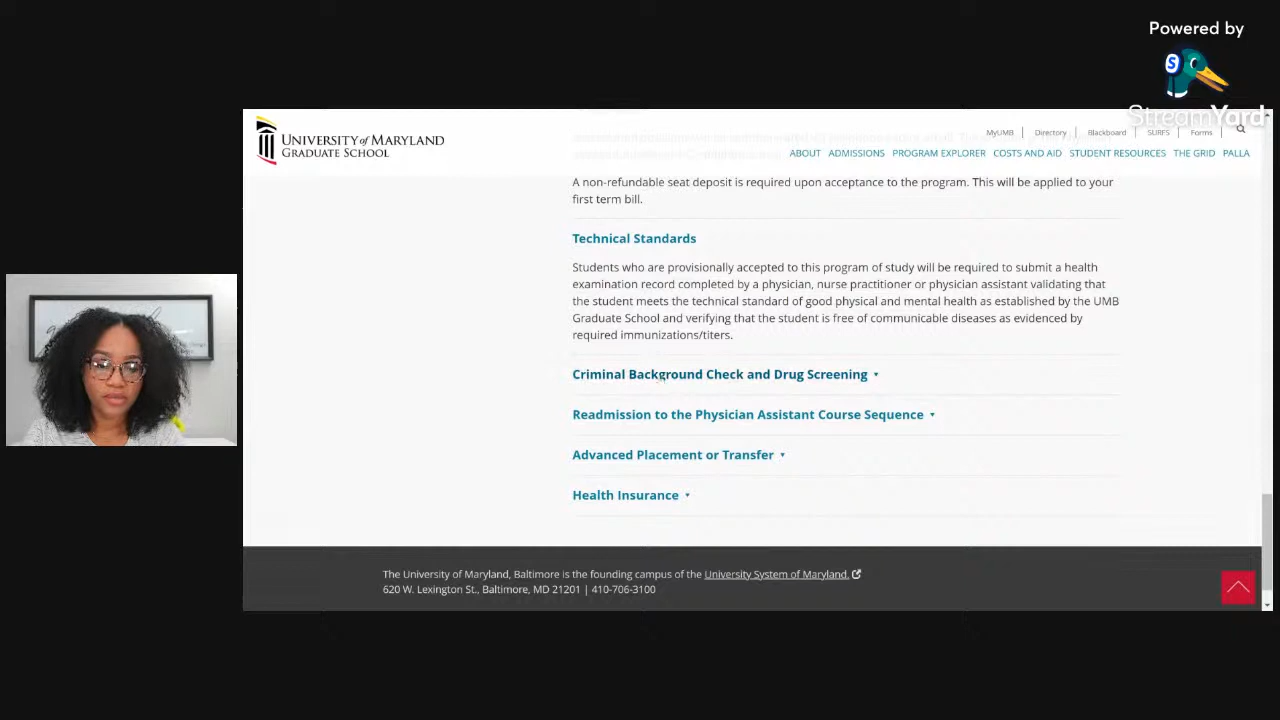 Powered by
S
StreamYard
UNIVERSITY of MARYLAND
GRADUATE SCHOOL
MyUMB
Directory
Blackboard
SURFS
Forms
ABOUT
ADMISSIONS
PROGRAM EXPLORER
COSTS AND AID
STUDENT RESOURCES
THE GRID
PALLA
A non-refundable seat deposit is required upon acceptance to the program. This will be applied to your
first term bill.
Technical Standards
Students who are provisionally accepted to this program of study will be required to submit a health
examination record completed by a physician, nurse practitioner or physician assistant validating that
the student meets the technical standard of good physical and mental health as established by the UMB
Graduate School and verifying that the student is free of communicable diseases as evidenced by
required immunizations/titers.
Criminal Background Check and Drug Screening
Readmission to the Physician Assistant Course Sequence
Advanced Placement or Transfer
Health Insurance
The University of Maryland, Baltimore is the founding campus of the University System of Maryland.
620 W. Lexington St., Baltimore, MD 21201 | 410-706-3100